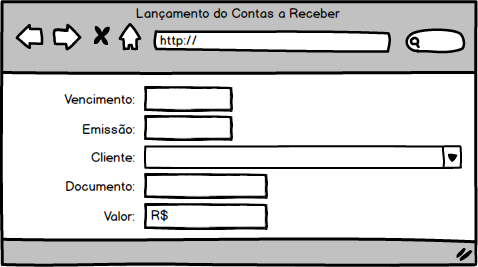 Lançamento do Contas a Receber
http://
Vencimento:
Emissão:
Cliente:
Documento:
Valor: R$